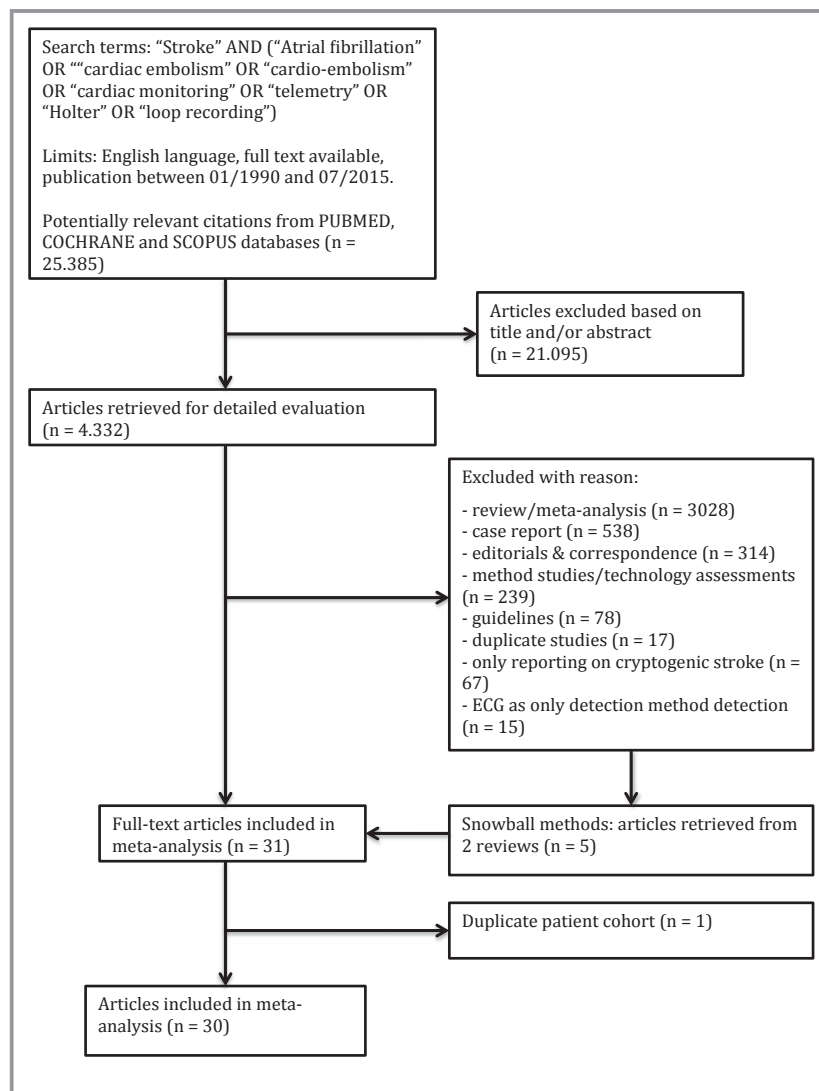 Search terms: “Stroke” AND (“Atrial fibrillation”
OR ““cardiac embolism” OR “cardio-embolism”
OR “cardiac monitoring” OR “telemetry” OR
“Holter” OR “loop recording”)
Limits: English language, full text available,
publication between 01/1990 and 07/2015.
Potentially relevant citations from PUBMED,
COCHRANE and SCOPUS databases (n =
25.385)
Articles excluded based on
title and/or abstract
(n = 21.095)
Articles retrieved for detailed evaluation
(n = 4.332)
Excluded with reason:
- review/meta-analysis (n = 3028)
- case report (n = 538)
- editorials & correspondence (n = 314)
- method studies/technology assessments
(n = 239)
- guidelines (n = 78)
- duplicate studies (n = 17)
- only reporting on cryptogenic stroke (n =
67)
- ECG as only detection method detection
(n = 15)
Full-text articles included in
meta-analysis (n = 31)
Snowball methods: articles retrieved from
2 reviews (n = 5)
Duplicate patient cohort (n = 1)
Articles included in meta-
analysis (n = 30)